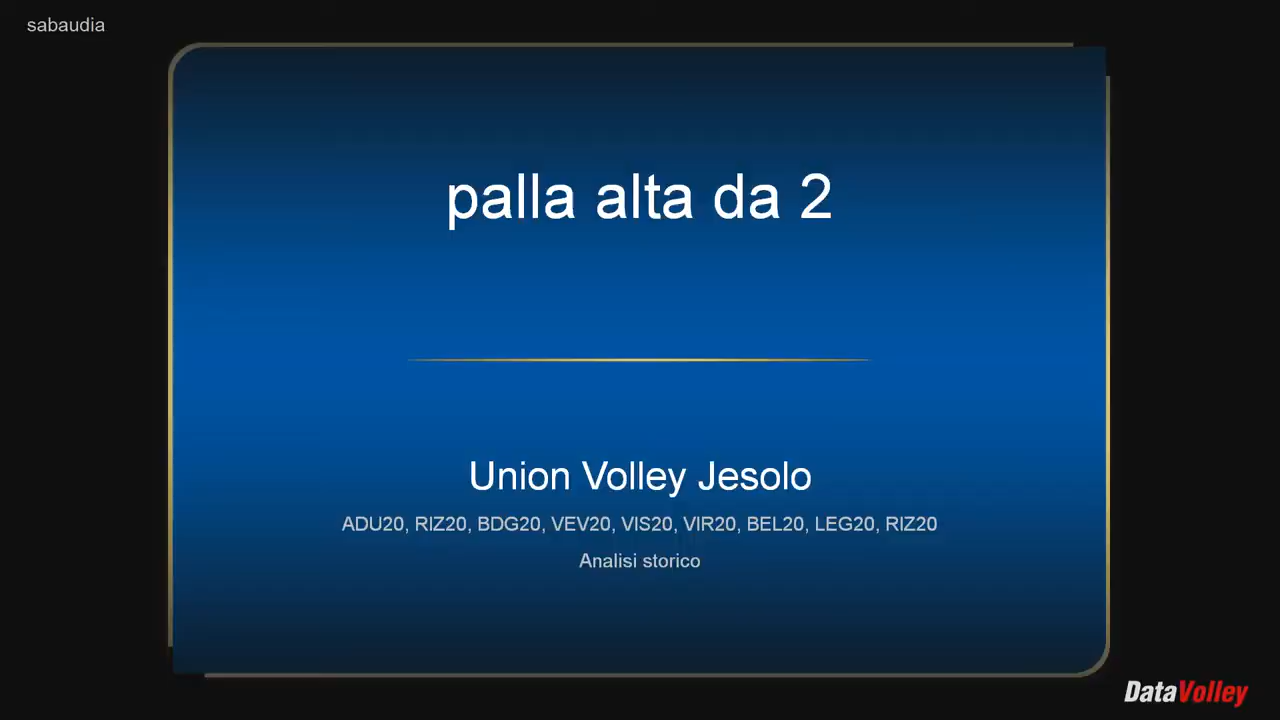 sabaudia
palla alta da 2
Union Volley Jesolo
ADU20, RIZ20, BDG20, VEV20, VIS20, VIR20, BEL20, LEG20, RIZ20
Analisi storico
DataVolley